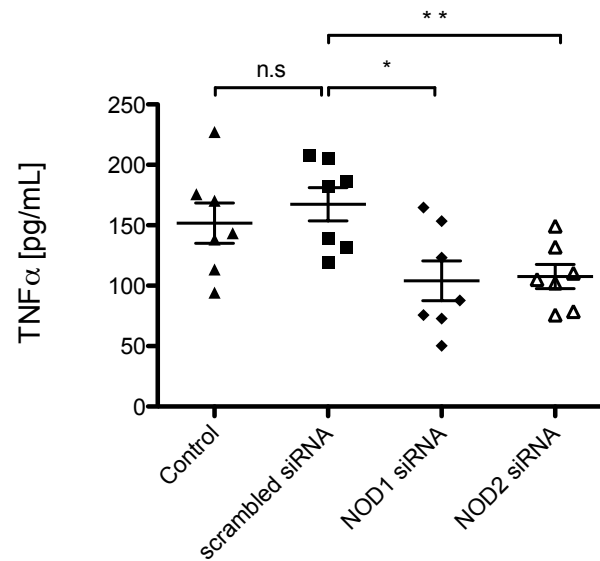 * *
n.s
*
250
200
150
100
50
0
TNFα [pg/mL]
Control
scrambled siRNA
NOD1 siRNA
NOD2 siRNA